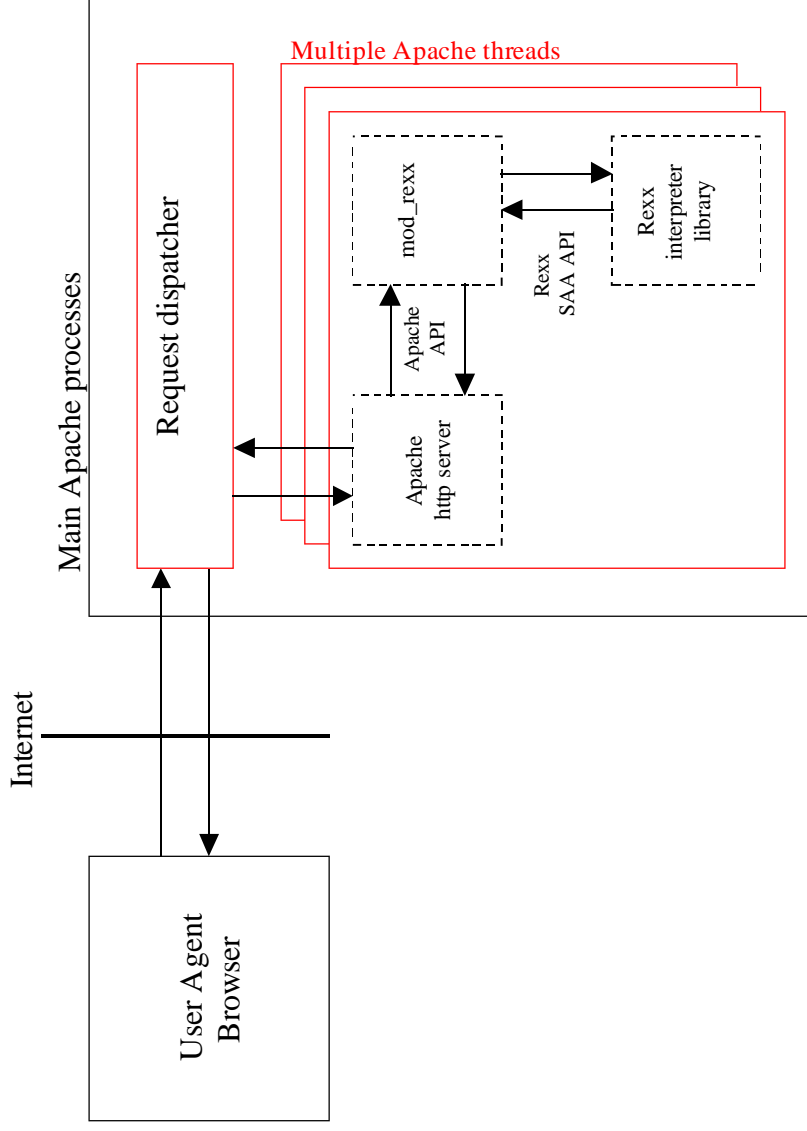 Internet
Main Apache processes
Multiple Apache threads
User Agent
Browser
Request dispatcher
Apache
http server
Apache
API
mod_rexx
Rexx
SAA API
Rexx
interpreter
library